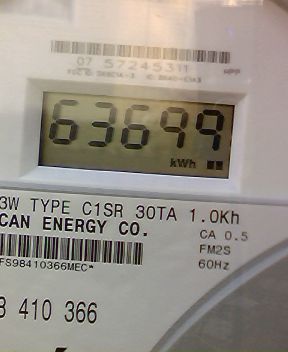 07 57245311
63699
kWh
3W TYPE C1SR 30TA 1.0Kh
CAN ENERGY CO.
CA 0.5
FM2S
60Hz
FS98410366MEC*
8 410 366